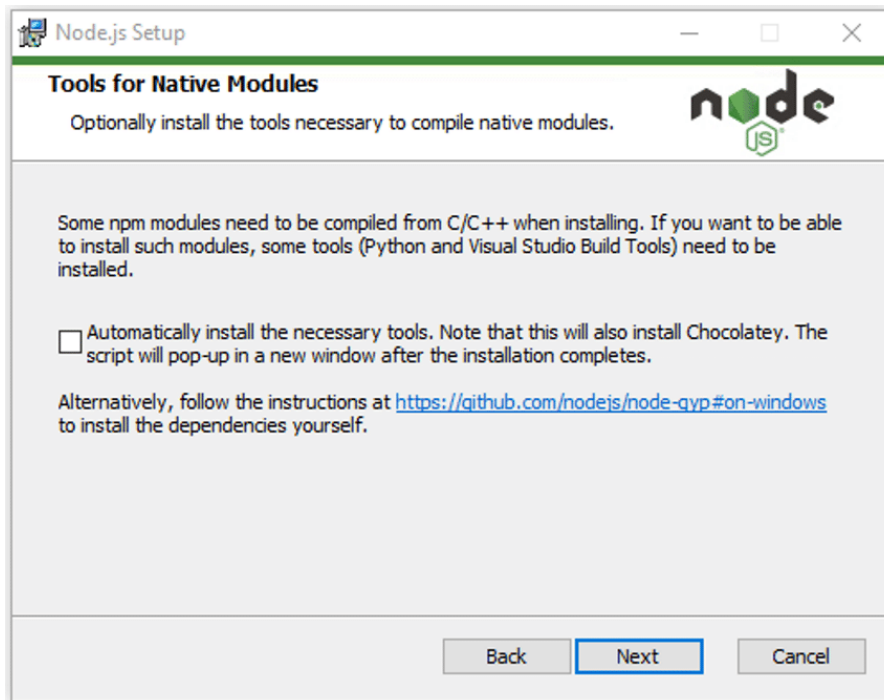 Node.js Setup
Tools for Native Modules
Optionally install the tools necessary to compile native modules.
node
JS
Some npm modules need to be compiled from C/C++ when installing. If you want to be able
to install such modules, some tools (Python and Visual Studio Build Tools) need to be
installed.
Automatically install the necessary tools. Note that this will also install Chocolatey. The
script will pop-up in a new window after the installation completes.
Alternatively, follow the instructions at https://github.com/nodejs/node-gyp#on-windows
to install the dependencies yourself.
Back
Next
Cancel